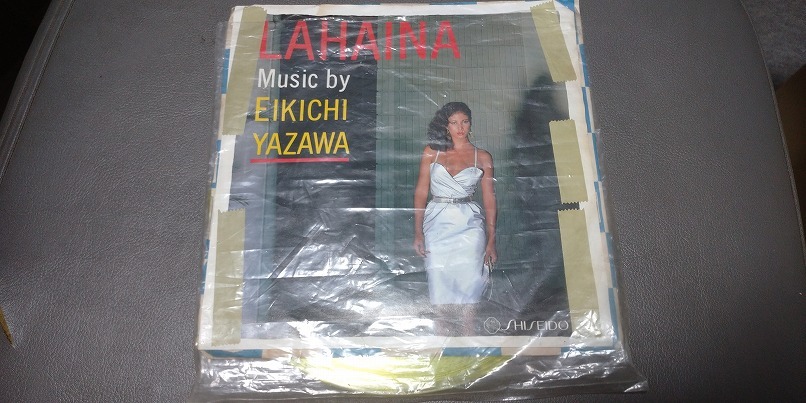 LAHAINA
Music by
EIKICHI
YAZAWA
SHISEIDO